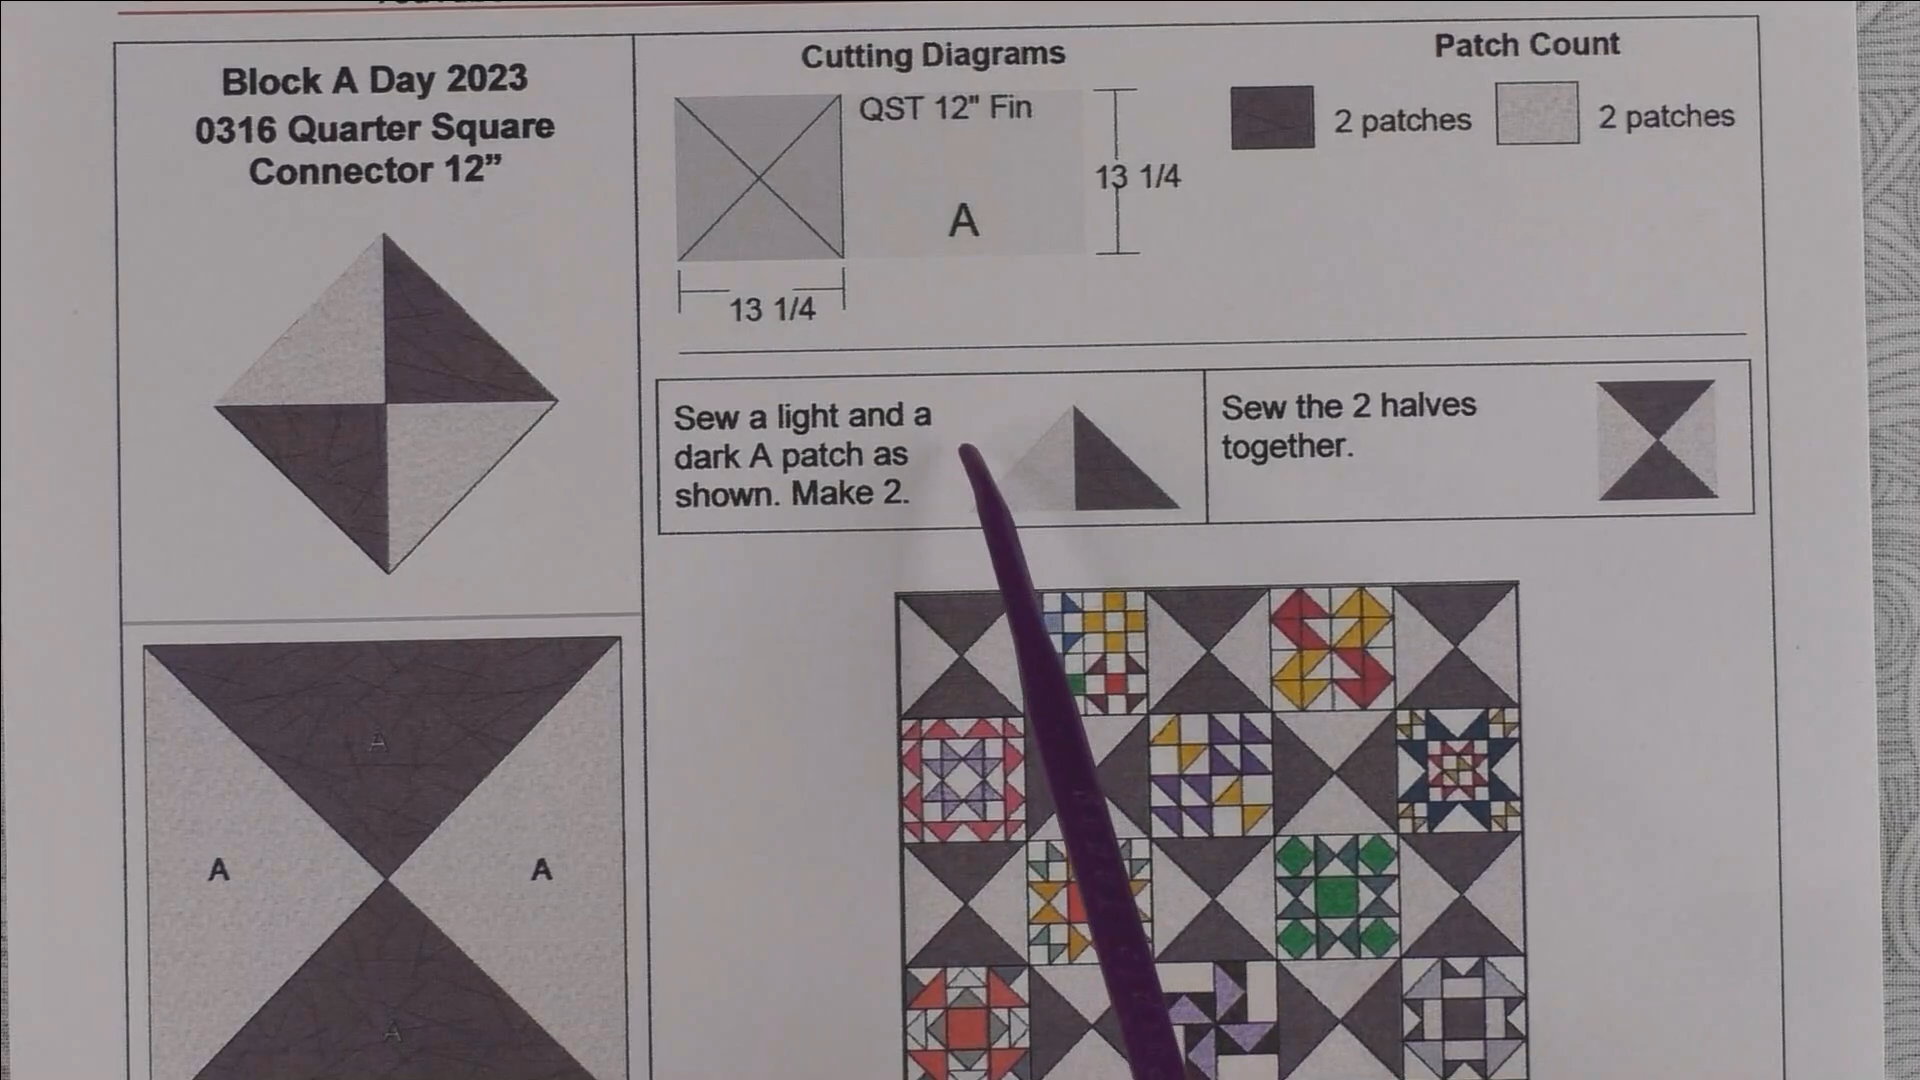 Block A Day 2023
0316 Quarter Square
Connector 12”
Cutting Diagrams
QST 12" Fin
A
13 1/4
13 1/4
Patch Count
2 patches
2 patches
Sew a light and a
dark A patch as
shown. Make 2.
Sew the 2 halves
together.
A
A
A
A